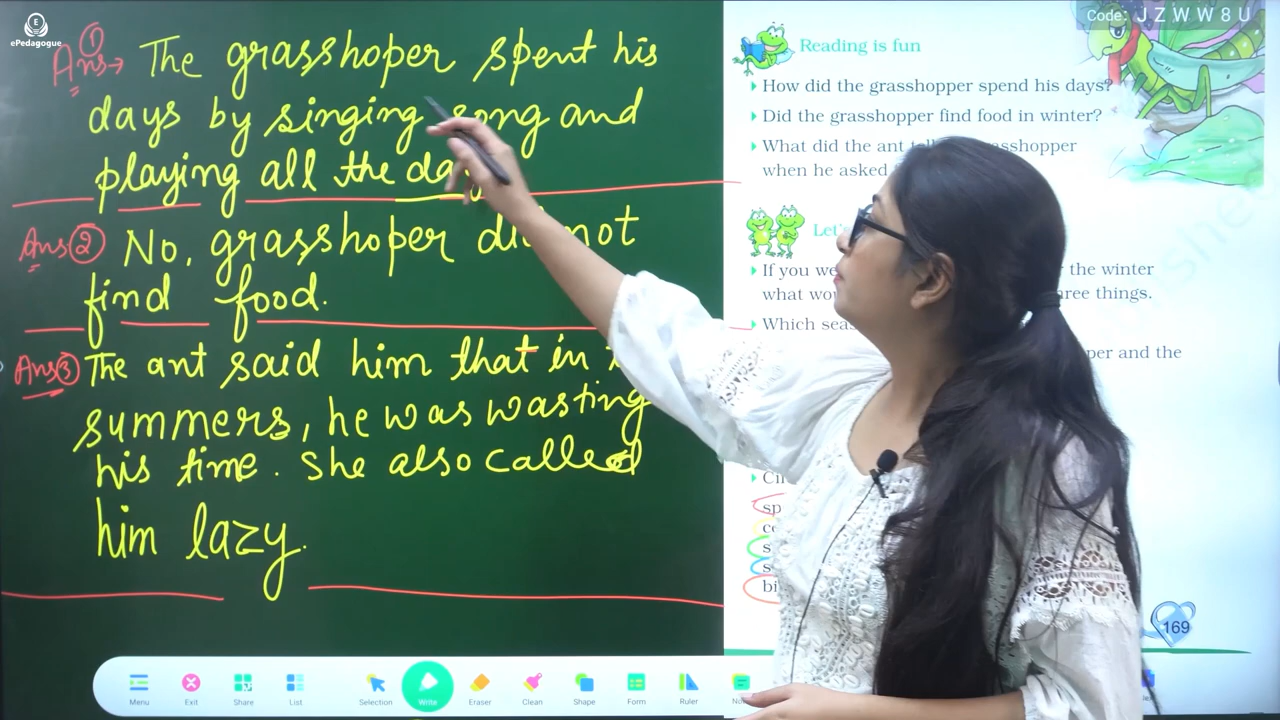 E
ePedagogue
Ans → ① The grasshoper spent his
days by singing song and
playing all the day
Ans ② No, grasshoper did not
find food.
Ans ③ The ant said him that in
summers, he was wasting
his time. She also called
him lazy.
Code: JZWW8U
Reading is fun
How did the grasshopper spend his days?
Did the grasshopper find food in winter?
What did the ant
when he asked
Let's
If you we the winter
what wou three things.
Which seas
per and the
169
Menu
Exit
Share
List
Selection
Write
Eraser
Clean
Shape
Form
Ruler